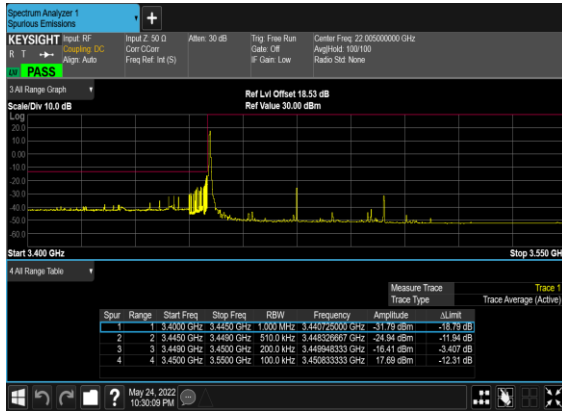 Spectrum Analyzer 1
Spurious Emissions
+
KEYSIGHT Input: RF Input Z: 50 Ω Atten: 30 dB Trig: Free Run Center Freq: 22.005000000 GHz
R T Coupling: DC Corr CCorr Gate: Off Avg|Hold: 100/100
Align: Auto Freq Ref: Int (S) IF Gain: Low Radio Std: None
PASS
3 All Range Graph
Ref Lvl Offset 18.53 dB
Scale/Div 10.0 dB Ref Value 30.00 dBm
Log
20.0
10.0
0.00
-10.0
-20.0
-30.0
-40.0
-50.0
-60.0
Start 3.400 GHz Stop 3.550 GHz
4 All Range Table
Measure Trace Trace 1
Trace Type Trace Average (Active)
Spur Range Start Freq Stop Freq RBW Frequency Amplitude ΔLimit
1 1 3.4000 GHz 3.4450 GHz 1.000 MHz 3.440725000 GHz -31.79 dBm -18.79 dB
2 2 3.4450 GHz 3.4490 GHz 510.0 kHz 3.448326667 GHz -24.94 dBm -11.94 dB
3 3 3.4490 GHz 3.4500 GHz 200.0 kHz 3.449948333 GHz -16.41 dBm -3.407 dB
4 4 3.4500 GHz 3.5500 GHz 100.0 kHz 3.450833333 GHz 17.69 dBm -12.31 dB
? May 24, 2022
10:30:09 PM